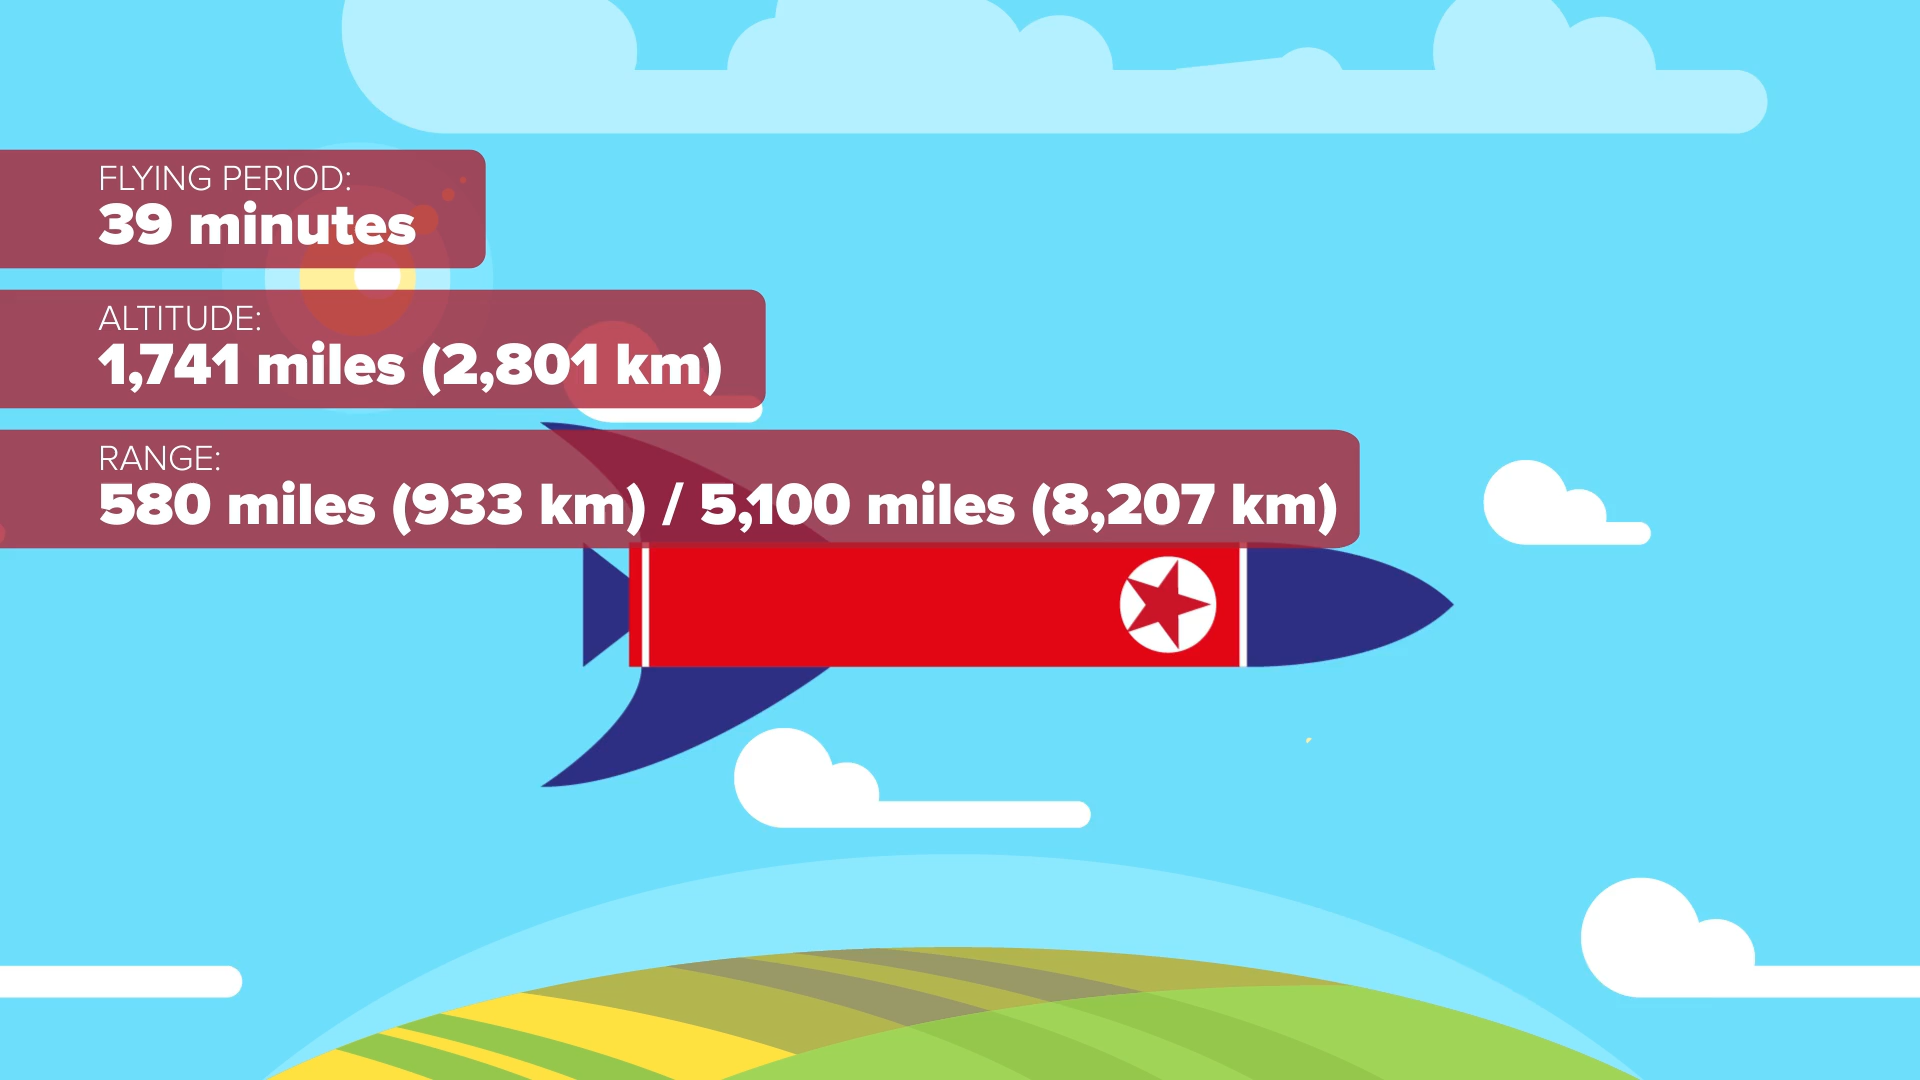 FLYING PERIOD:
39 minutes
ALTITUDE:
1,741 miles (2,801 km)
RANGE:
580 miles (933 km) / 5,100 miles (8,207 km)